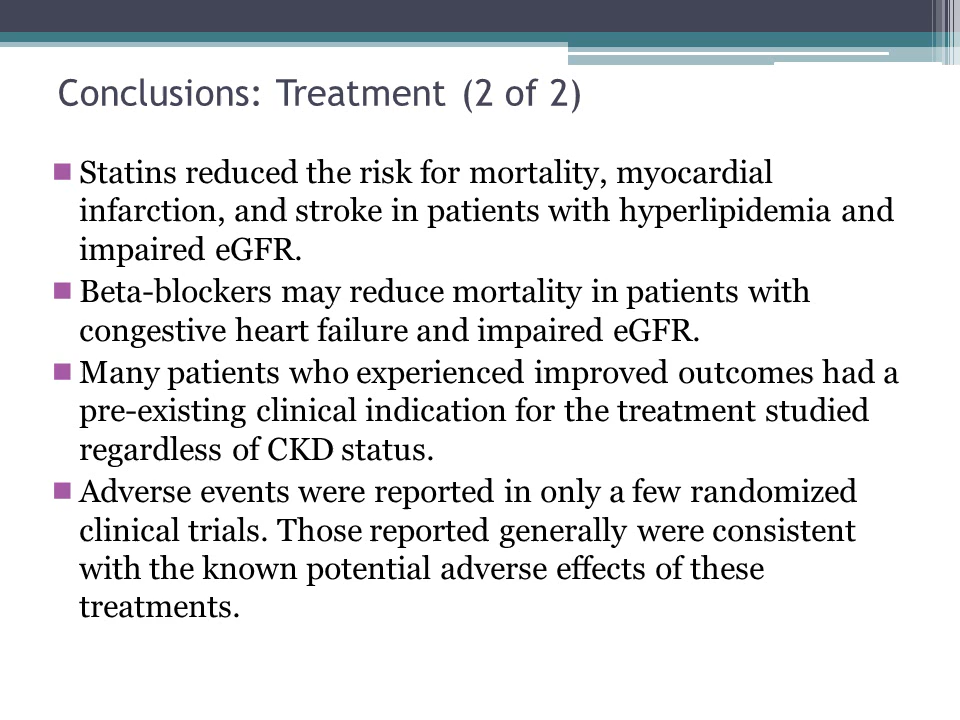 Conclusions: Treatment (2 of 2)
Statins reduced the risk for mortality, myocardial
infarction, and stroke in patients with hyperlipidemia and
impaired eGFR.
Beta-blockers may reduce mortality in patients with
congestive heart failure and impaired eGFR.
Many patients who experienced improved outcomes had a
pre-existing clinical indication for the treatment studied
regardless of CKD status.
Adverse events were reported in only a few randomized
clinical trials. Those reported generally were consistent
with the known potential adverse effects of these
treatments.